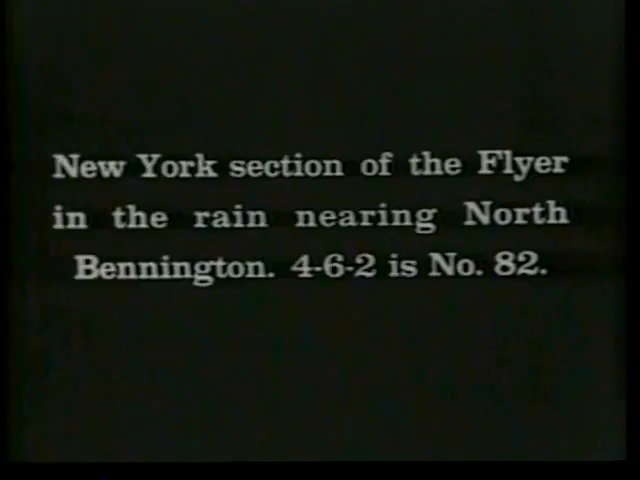 New York section of the Flyer
in the rain nearing North
Bennington. 4-6-2 is No. 82.